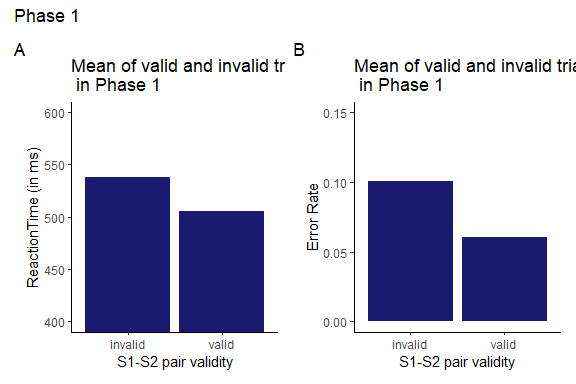 Phase 1
A
Mean of valid and invalid tr
in Phase 1
600
550
500
450
400
ReactionTime (in ms)
invalid valid
S1-S2 pair validity
B
Mean of valid and invalid tria
in Phase 1
0.15
0.10
0.05
0.00
Error Rate
invalid valid
S1-S2 pair validity